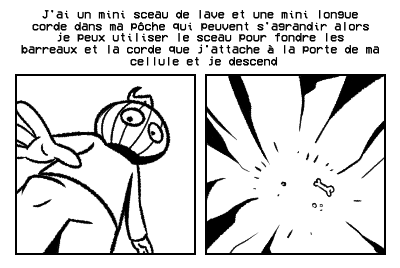 J'ai un mini sceau de lave et une mini longue
corde dans ma pôche qui peuvent s'agrandir alors
je peux utiliser le sceau pour fondre les
barreaux et la corde que j'attache à la porte de ma
cellule et je descend